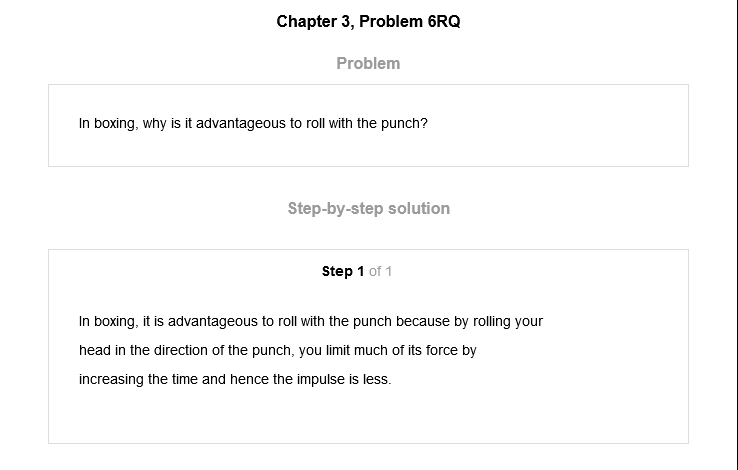 Chapter 3, Problem 6RQ
Problem
In boxing, why is it advantageous to roll with the punch?
Step-by-step solution
Step 1 of 1
In boxing, it is advantageous to roll with the punch because by rolling your
head in the direction of the punch, you limit much of its force by
increasing the time and hence the impulse is less.